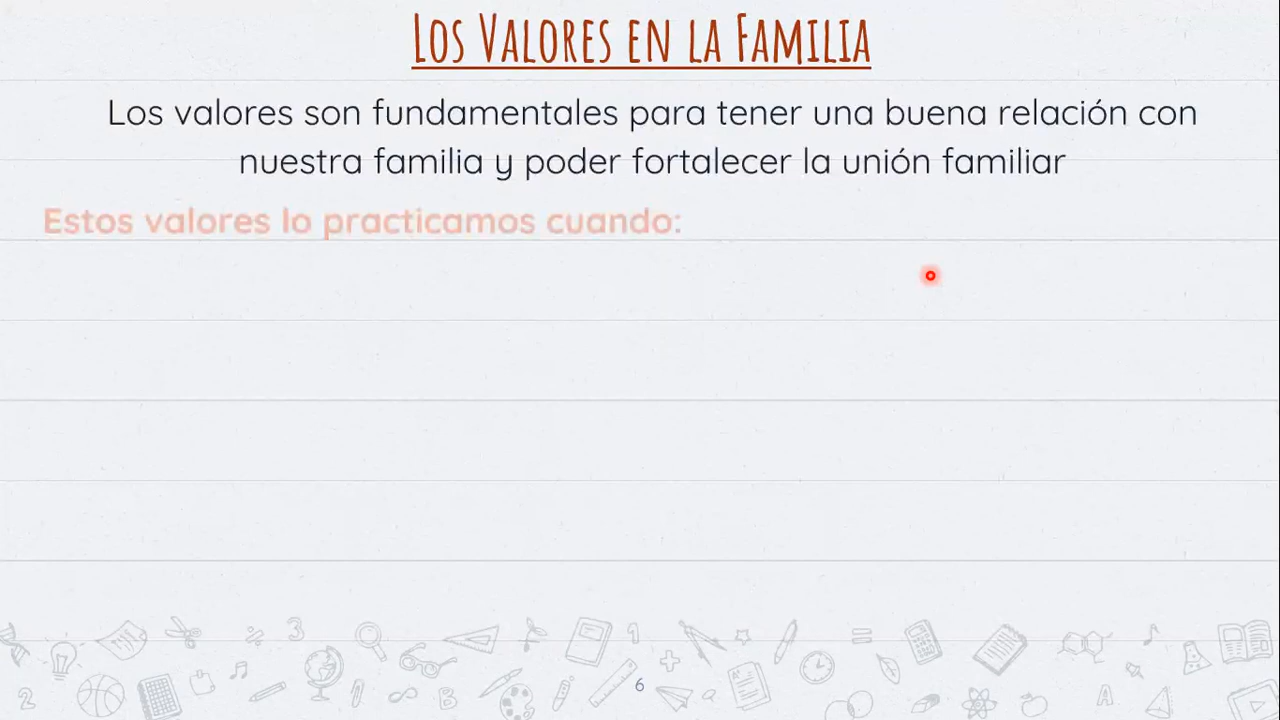 Los Valores en la Familia
Los valores son fundamentales para tener una buena relación con
nuestra familia y poder fortalecer la unión familiar
Estos valores lo practicamos cuando:
6